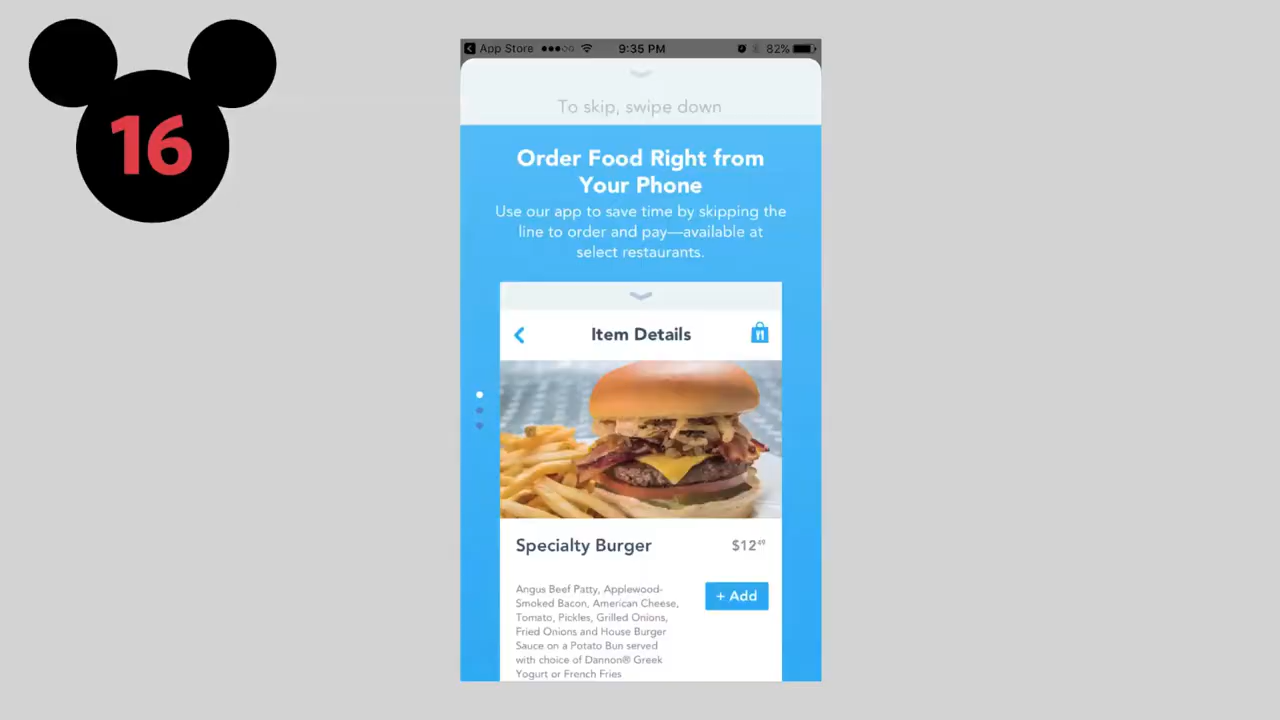 16
App Store 9:35 PM 82%
To skip, swipe down
Order Food Right from
Your Phone
Use our app to save time by skipping the
line to order and pay—available at
select restaurants.
Item Details
Specialty Burger $12⁴⁹
Angus Beef Patty, Applewood-
Smoked Bacon, American Cheese,
Tomato, Pickles, Grilled Onions,
Fried Onions and House Burger
Sauce on a Potato Bun served
with choice of Dannon® Greek
Yogurt or French Fries
+ Add